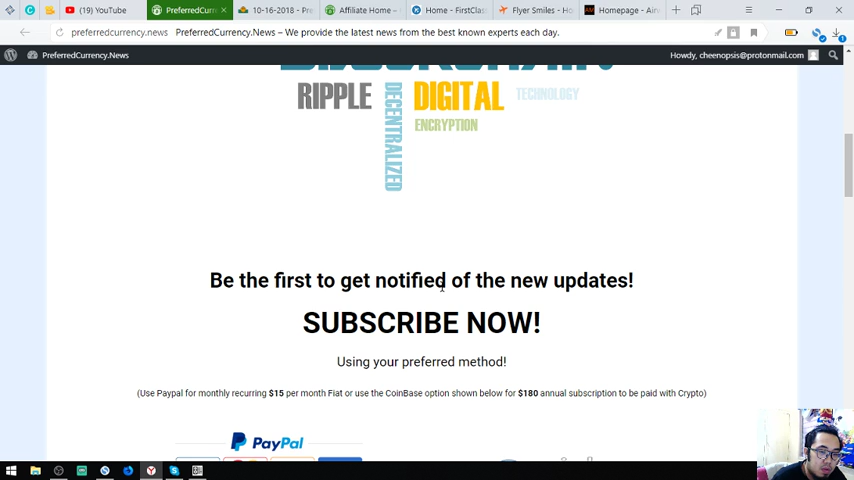 (19) YouTube
PreferredCurr
10-16-2018 - Pre
Affiliate Home –
Home - FirstClass
Flyer Smiles - Ho
Homepage - Air
preferredcurrency.news PreferredCurrency.News – We provide the latest news from the best known experts each day.
PreferredCurrency.News
Howdy, cheenopsis@protonmail.com
RIPPLE
DECENTRALIZED
DIGITAL
TECHNOLOGY
ENCRYPTION
Be the first to get notified of the new updates!
SUBSCRIBE NOW!
Using your preferred method!
(Use Paypal for monthly recurring $15 per month Fiat or use the CoinBase option shown below for $180 annual subscription to be paid with Crypto)
PayPal